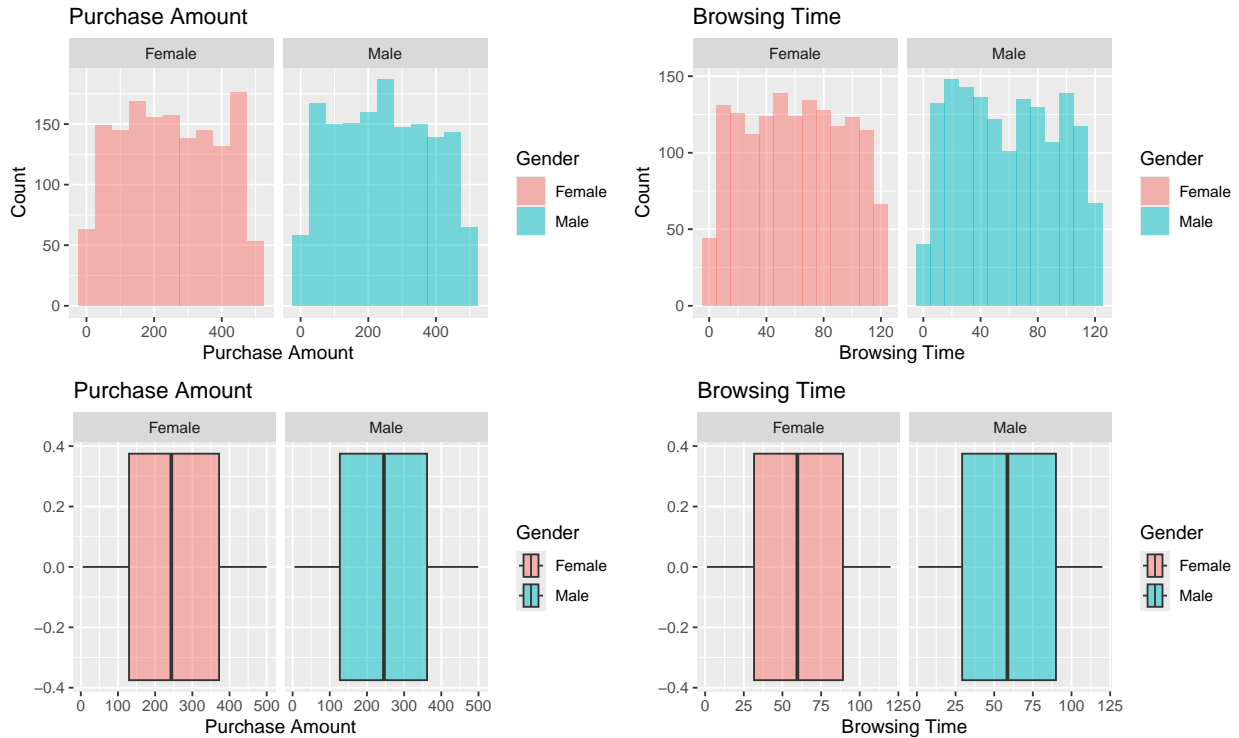 Purchase Amount
Female Male
150
100
50
0
Count
0 200 400 0 200 400
Purchase Amount
Gender
Female
Male
Browsing Time
Female Male
150
100
50
0
Count
0 40 80 120 0 40 80 120
Browsing Time
Gender
Female
Male
Purchase Amount
Female Male
0.4
0.2
0.0
−0.2
−0.4
0 100 200 300 400 500 0 100 200 300 400 500
Purchase Amount
Gender
Female
Male
Browsing Time
Female Male
0.4
0.2
0.0
−0.2
−0.4
0 25 50 75 100 125 0 25 50 75 100 125
Browsing Time
Gender
Female
Male